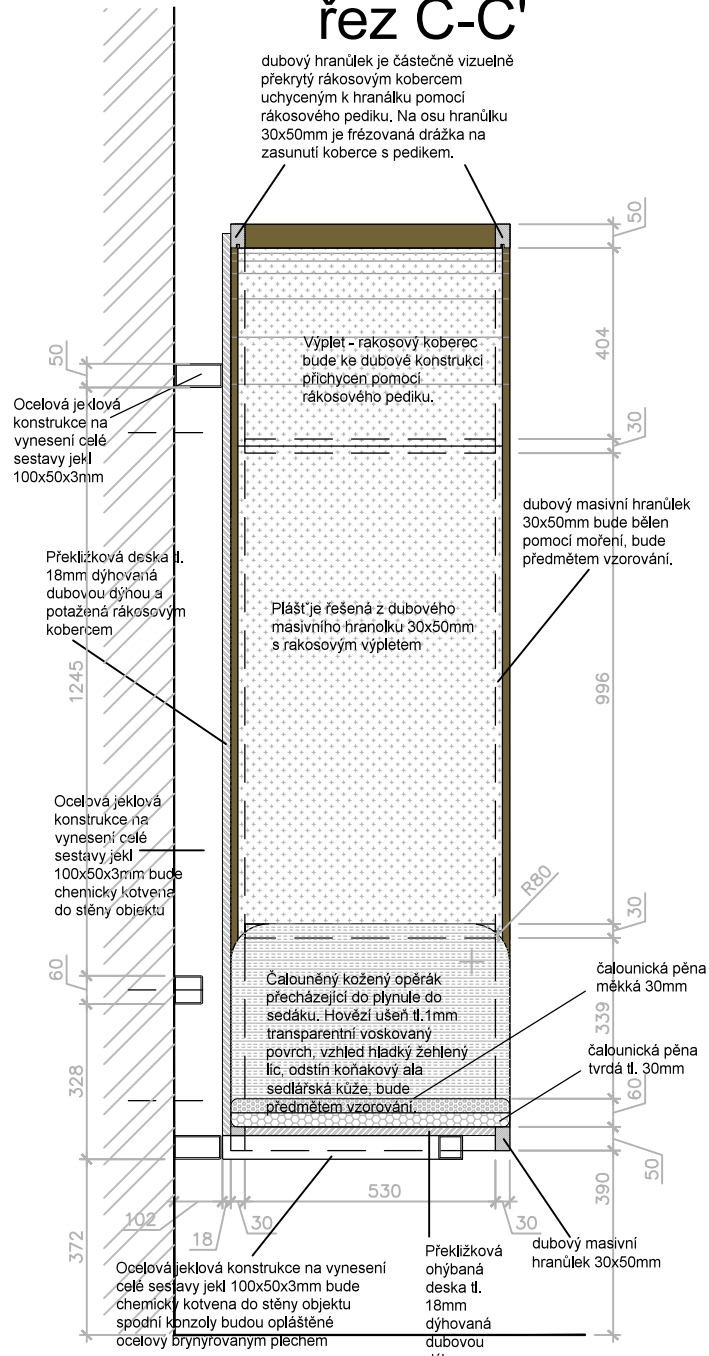 řez C-C'
dubový hranůlek je částečně vizuelně
překrytý rákosovým kobercem
uchyceným k hranálku pomocí
rákosového pediku. Na osu hranůlku
30x50mm je frézovaná drážka na
zasunutí koberce s pedikem.
50
Výplet - rakosový koberec
bude ke dubové konstrukci
přichycen pomocí
rákosového pediku.
404
50
Ocelová jeklová
konstrukce na
vynesení celé
sestavy jekl
100x50x3mm
30
dubový masivní hranůlek
30x50mm bude bělen
pomocí moření, bude
předmětem vzorování.
Překližková deska tl.
18mm dýhovaná
dubovou dýhou a
potažená rákosovým
kobercem
Plášť je řešená z dubového
masivního hranolku 30x50mm
s rakosovým výpletem
1245
996
Ocelová jeklová
konstrukce na
vynesení celé
sestavy jekl
100x50x3mm bude
chemicky kotvena
do stěny objektu
R80
30
60
Čalouněný kožený opěrák
přecházející do plynule do
sedáku. Hovězí useň tl.1mm
transparentní voskovaný
povrch, vzhled hladký žehlený
líc, odstín koňakový ala
sedlářská kůže, bude
předmětem vzorování.
čalounická pěna
měkká 30mm
339
čalounická pěna
tvrdá tl. 30mm
328
60
50
390
102
18
30
530
30
372
Ocelová jeklová konstrukce na vynesení
celé sestavy jekl 100x50x3mm bude
chemicky kotvena do stěny objektu
spodní konzoly budou opláštěné
ocelovy brynyřovaným plechem
Překližková
ohýbaná
deska tl.
18mm
dýhovaná
dubovou
dubový masivní
hranůlek 30x50mm